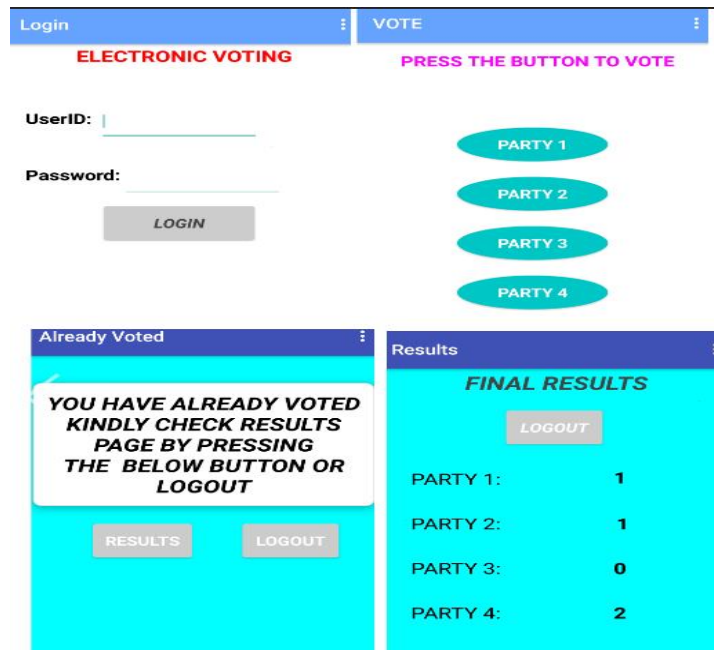 Login
ELECTRONIC VOTING
UserID:
Password:
LOGIN
VOTE
PRESS THE BUTTON TO VOTE
PARTY 1
PARTY 2
PARTY 3
PARTY 4
Already Voted
YOU HAVE ALREADY VOTED
KINDLY CHECK RESULTS
PAGE BY PRESSING
THE BELOW BUTTON OR
LOGOUT
RESULTS LOGOUT
Results
FINAL RESULTS
LOGOUT
PARTY 1: 1
PARTY 2: 1
PARTY 3: 0
PARTY 4: 2